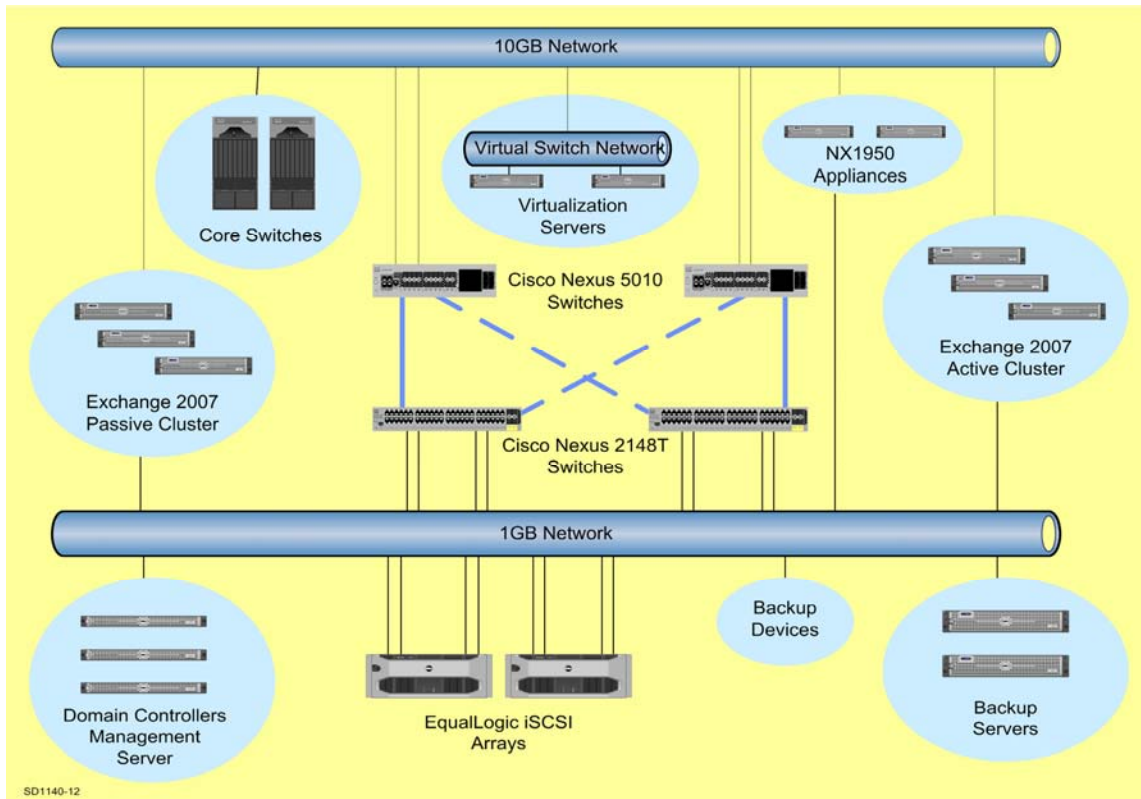 10GB Network
Virtual Switch Network
NX1950
Appliances
Core Switches
Virtualization
Servers
Cisco Nexus 5010
Switches
Exchange 2007
Passive Cluster
Exchange 2007
Active Cluster
Cisco Nexus 2148T
Switches
1GB Network
Domain Controllers
Management
Server
EqualLogic iSCSI
Arrays
Backup
Devices
Backup
Servers
SD1140-12